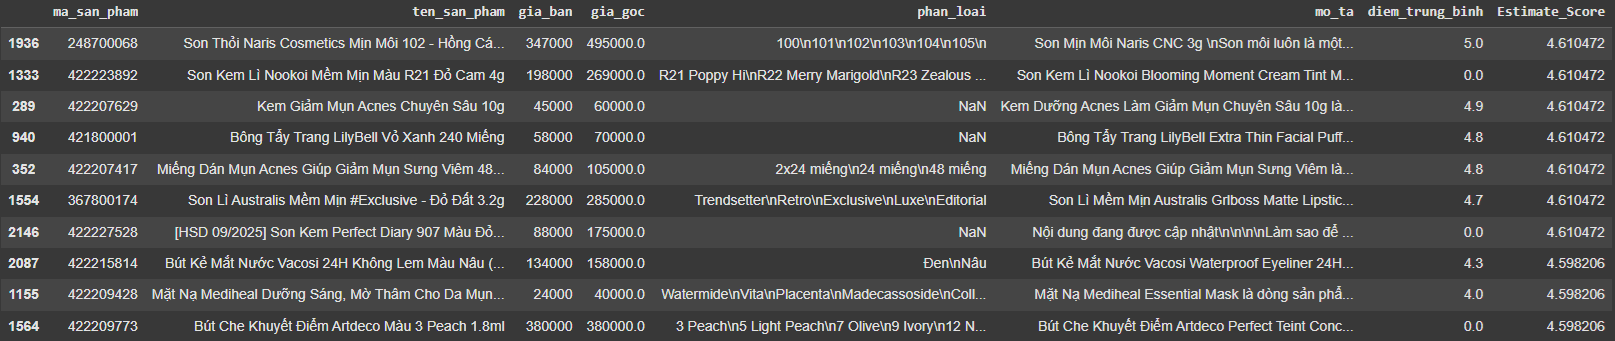 ma_san_pham ten_san_pham gia_ban gia_goc phan_loai mo_ta diem_trung_binh Estimate_Score
1936 248700068 Son Thỏi Naris Cosmetics Mịn Môi 102 - Hồng Cá... 347000 495000.0 100\n101\n102\n103\n104\n105\n Son Mịn Môi Naris CNC 3g \nSon môi luôn là một... 5.0 4.610472
1333 422223892 Son Kem Lì Nookoi Mềm Mịn Màu R21 Đỏ Cam 4g 198000 269000.0 R21 Poppy Hi\nR22 Merry Marigold\nR23 Zealous ... Son Kem Lì Nookoi Blooming Moment Cream Tint M... 0.0 4.610472
289 422207629 Kem Giảm Mụn Acnes Chuyên Sâu 10g 45000 60000.0 NaN Kem Dưỡng Acnes Làm Giảm Mụn Chuyên Sâu 10g là... 4.9 4.610472
940 421800001 Bông Tẩy Trang LilyBell Vỏ Xanh 240 Miếng 58000 70000.0 NaN Bông Tẩy Trang LilyBell Extra Thin Facial Puff... 4.8 4.610472
352 422207417 Miếng Dán Mụn Acnes Giúp Giảm Mụn Sưng Viêm 48... 84000 105000.0 2x24 miếng\n24 miếng\n48 miếng Miếng Dán Mụn Acnes Giúp Giảm Mụn Sưng Viêm là... 4.8 4.610472
1554 367800174 Son Lì Australis Mềm Mịn #Exclusive - Đỏ Đất 3.2g 228000 285000.0 Trendsetter\nRetro\nExclusive\nLuxe\nEditorial Son Lì Mềm Mịn Australis Grlboss Matte Lipstic... 4.7 4.610472
2146 422227528 [HSD 09/2025] Son Kem Perfect Diary 907 Màu Đỏ... 88000 175000.0 NaN Nội dung đang được cập nhật\n\n\n\nLàm sao để ... 0.0 4.610472
2087 422215814 Bút Kẻ Mắt Nước Vacosi 24H Không Lem Màu Nâu (... 134000 158000.0 Đen\nNâu Bút Kẻ Mắt Nước Vacosi Waterproof Eyeliner 24H... 4.3 4.598206
1155 422209428 Mặt Nạ Mediheal Dưỡng Sáng, Mờ Thâm Cho Da Mụn... 24000 40000.0 Watermide\nVita\nPlacenta\nMadecassoside\nColl... Mặt Nạ Mediheal Essential Mask là dòng sản phẩ... 4.0 4.598206
1564 422209773 Bút Che Khuyết Điểm Artdeco Màu 3 Peach 1.8ml 380000 380000.0 3 Peach\n5 Light Peach\n7 Olive\n9 Ivory\n12 N... Bút Che Khuyết Điểm Artdeco Perfect Teint Conc... 0.0 4.598206